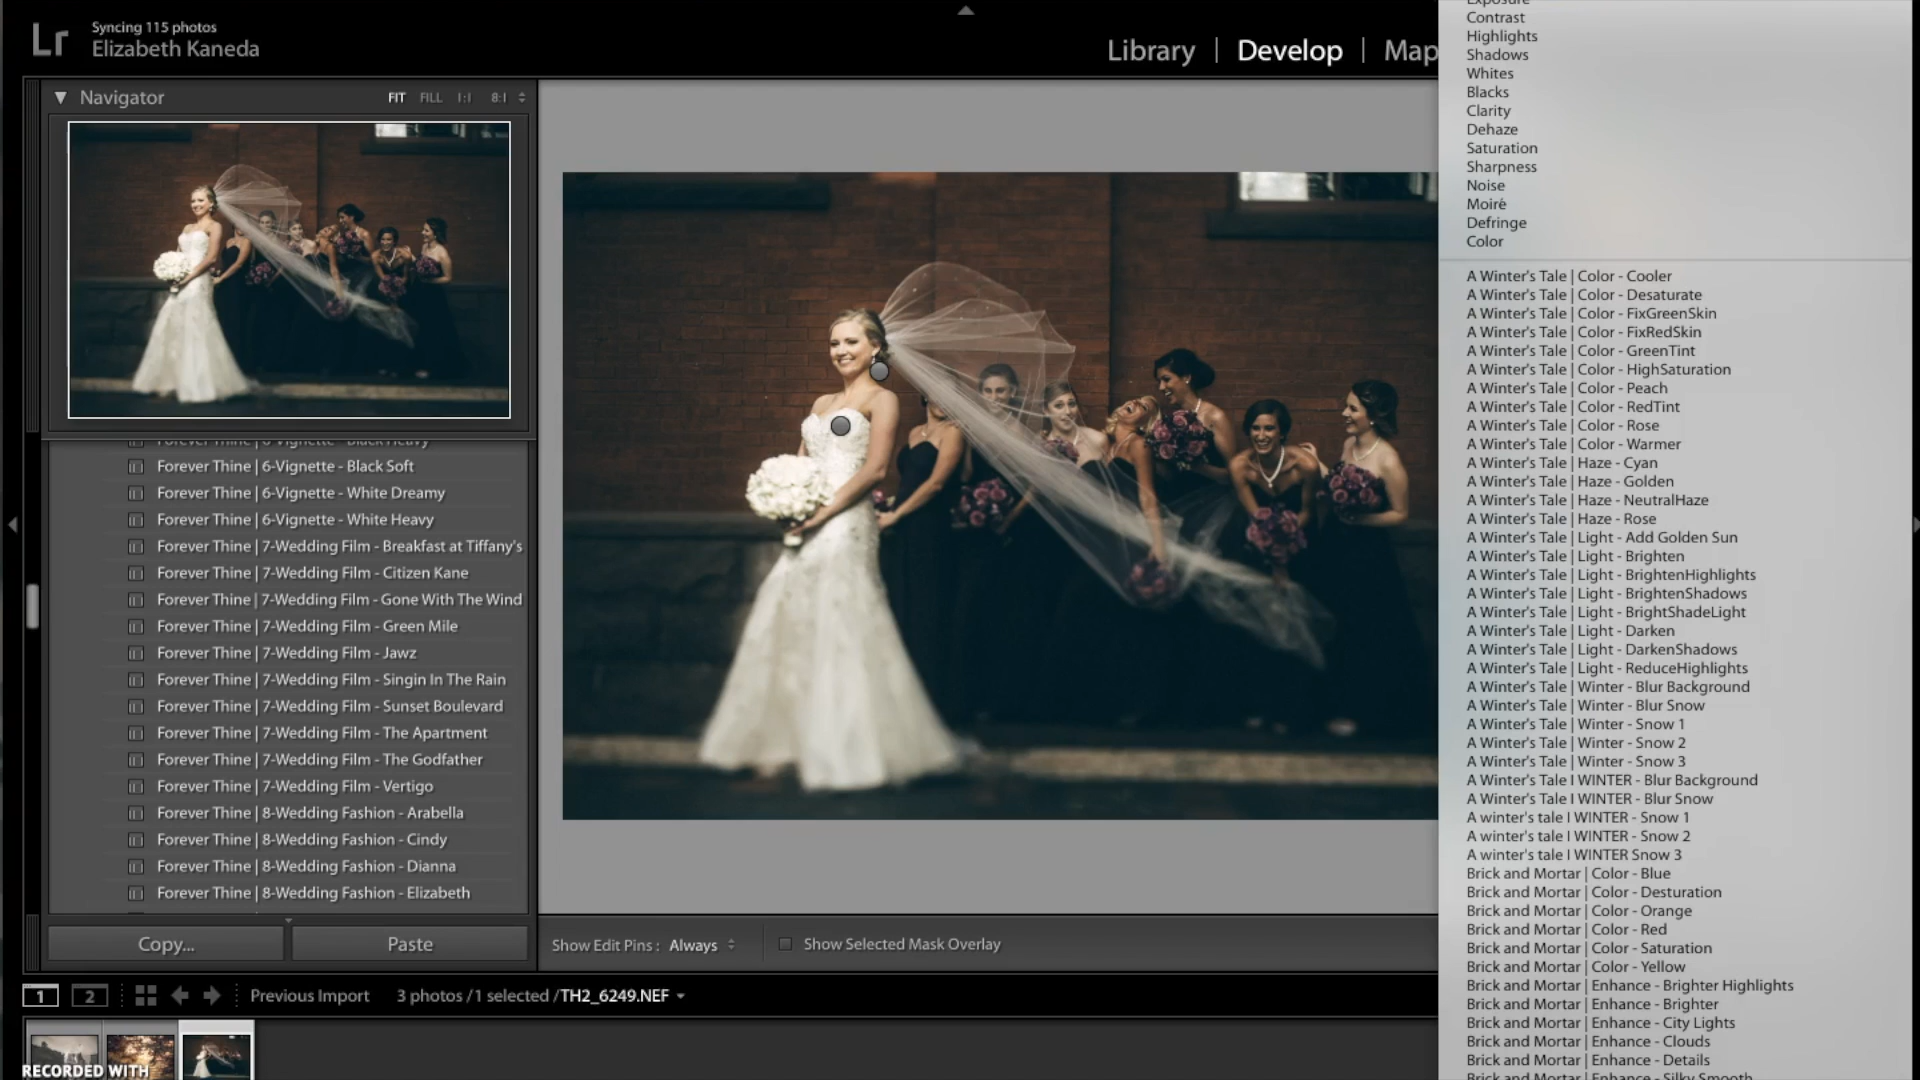 Lr
Syncing 115 photos
Elizabeth Kaneda
Library | Develop | Map
Navigator
FIT FILL 1:1 8:1
Forever Thine | 6-Vignette - Black Heavy
Forever Thine | 6-Vignette - Black Soft
Forever Thine | 6-Vignette - White Dreamy
Forever Thine | 6-Vignette - White Heavy
Forever Thine | 7-Wedding Film - Breakfast at Tiffany's
Forever Thine | 7-Wedding Film - Citizen Kane
Forever Thine | 7-Wedding Film - Gone With The Wind
Forever Thine | 7-Wedding Film - Green Mile
Forever Thine | 7-Wedding Film - Jawz
Forever Thine | 7-Wedding Film - Singin In The Rain
Forever Thine | 7-Wedding Film - Sunset Boulevard
Forever Thine | 7-Wedding Film - The Apartment
Forever Thine | 7-Wedding Film - The Godfather
Forever Thine | 7-Wedding Film - Vertigo
Forever Thine | 8-Wedding Fashion - Arabella
Forever Thine | 8-Wedding Fashion - Cindy
Forever Thine | 8-Wedding Fashion - Dianna
Forever Thine | 8-Wedding Fashion - Elizabeth
Copy... Paste
Show Edit Pins : Always Show Selected Mask Overlay
1 2 Previous Import 3 photos /1 selected /TH2_6249.NEF
RECORDED WITH
Exposure
Contrast
Highlights
Shadows
Whites
Blacks
Clarity
Dehaze
Saturation
Sharpness
Noise
Moiré
Defringe
Color
A Winter's Tale | Color - Cooler
A Winter's Tale | Color - Desaturate
A Winter's Tale | Color - FixGreenSkin
A Winter's Tale | Color - FixRedSkin
A Winter's Tale | Color - GreenTint
A Winter's Tale | Color - HighSaturation
A Winter's Tale | Color - Peach
A Winter's Tale | Color - RedTint
A Winter's Tale | Color - Rose
A Winter's Tale | Color - Warmer
A Winter's Tale | Haze - Cyan
A Winter's Tale | Haze - Golden
A Winter's Tale | Haze - NeutralHaze
A Winter's Tale | Haze - Rose
A Winter's Tale | Light - Add Golden Sun
A Winter's Tale | Light - Brighten
A Winter's Tale | Light - BrightenHighlights
A Winter's Tale | Light - BrightenShadows
A Winter's Tale | Light - BrightShadeLight
A Winter's Tale | Light - Darken
A Winter's Tale | Light - DarkenShadows
A Winter's Tale | Light - ReduceHighlights
A Winter's Tale | Winter - Blur Background
A Winter's Tale | Winter - Blur Snow
A Winter's Tale | Winter - Snow 1
A Winter's Tale | Winter - Snow 2
A Winter's Tale | Winter - Snow 3
A Winter's Tale I WINTER - Blur Background
A Winter's Tale I WINTER - Blur Snow
A winter's tale I WINTER - Snow 1
A winter's tale I WINTER - Snow 2
A winter's tale I WINTER Snow 3
Brick and Mortar | Color - Blue
Brick and Mortar | Color - Desturation
Brick and Mortar | Color - Orange
Brick and Mortar | Color - Red
Brick and Mortar | Color - Saturation
Brick and Mortar | Color - Yellow
Brick and Mortar | Enhance - Brighter Highlights
Brick and Mortar | Enhance - Brighter
Brick and Mortar | Enhance - City Lights
Brick and Mortar | Enhance - Clouds
Brick and Mortar | Enhance - Details
Brick and Mortar | Enhance - Silky Smooth